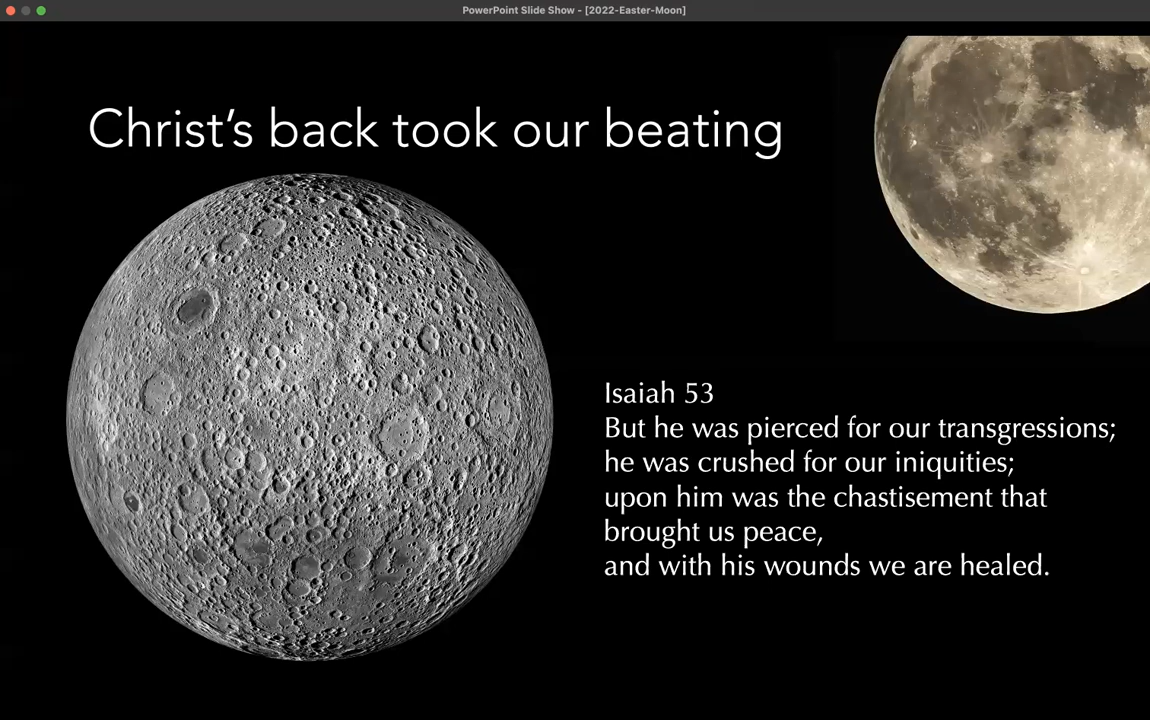 PowerPoint Slide Show - [2022-Easter-Moon]
Christ’s back took our beating
Isaiah 53
But he was pierced for our transgressions;
he was crushed for our iniquities;
upon him was the chastisement that
brought us peace,
and with his wounds we are healed.